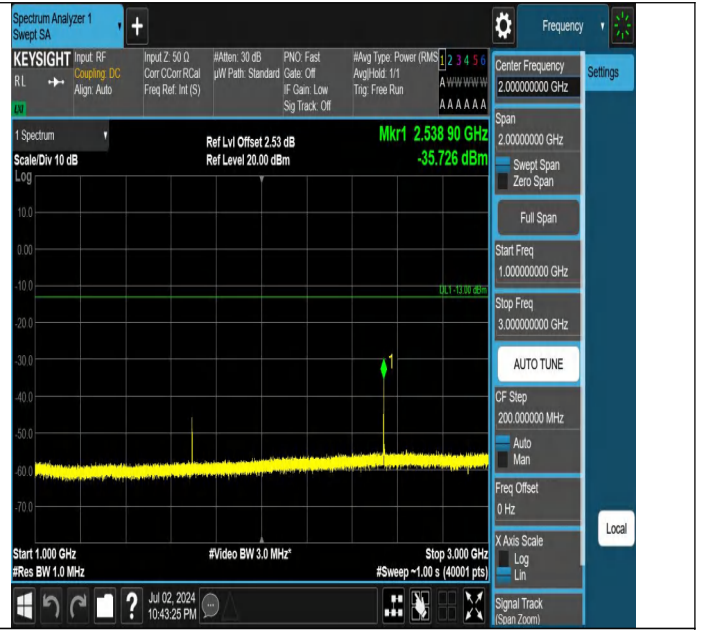 Spectrum Analyzer 1
Swept SA
Frequency
KEYSIGHT
RL
LXI
Input: RF
Coupling: DC
Align: Auto
Input Z: 50 Ω
Corr CCorr RCal
Freq Ref: Int (S)
#Atten: 30 dB
µW Path: Standard
PNO: Fast
Gate: Off
IF Gain: Low
Sig Track: Off
#Avg Type: Power (RMS
Avg|Hold: 1/1
Trig: Free Run
1 2 3 4 5 6
A W W W W W
A A A A A A
1 Spectrum
Scale/Div 10 dB
Ref Lvl Offset 2.53 dB
Ref Level 20.00 dBm
Mkr1 2.538 90 GHz
-35.726 dBm
Log
10.0
0.00
-10.0
DL1 -13.00 dBm
-20.0
-30.0
1
-40.0
-50.0
-60.0
-70.0
Start 1.000 GHz
#Res BW 1.0 MHz
#Video BW 3.0 MHz*
Stop 3.000 GHz
#Sweep ~1.00 s (40001 pts)
Center Frequency
2.000000000 GHz
Settings
Span
2.00000000 GHz
Swept Span
Zero Span
Full Span
Start Freq
1.000000000 GHz
Stop Freq
3.000000000 GHz
AUTO TUNE
CF Step
200.000000 MHz
Auto
Man
Freq Offset
0 Hz
X Axis Scale
Log
Lin
Local
Signal Track
(Span Zoom)
?
Jul 02, 2024
10:43:25 PM